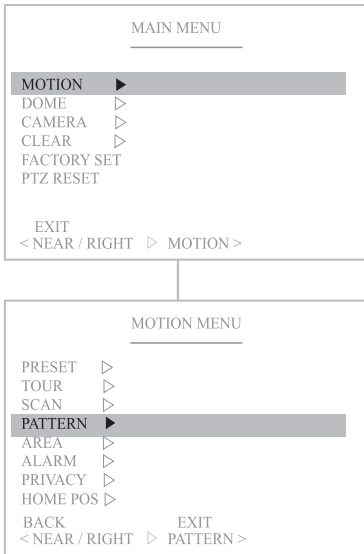 MAIN MENU
MOTION ▶
DOME ▷
CAMERA ▷
CLEAR ▷
FACTORY SET
PTZ RESET
EXIT
< NEAR / RIGHT ▷ MOTION >
MOTION MENU
PRESET ▷
TOUR ▷
SCAN ▷
PATTERN ▶
AREA ▷
ALARM ▷
PRIVACY ▷
HOME POS ▷
BACK EXIT
< NEAR / RIGHT ▷ PATTERN >